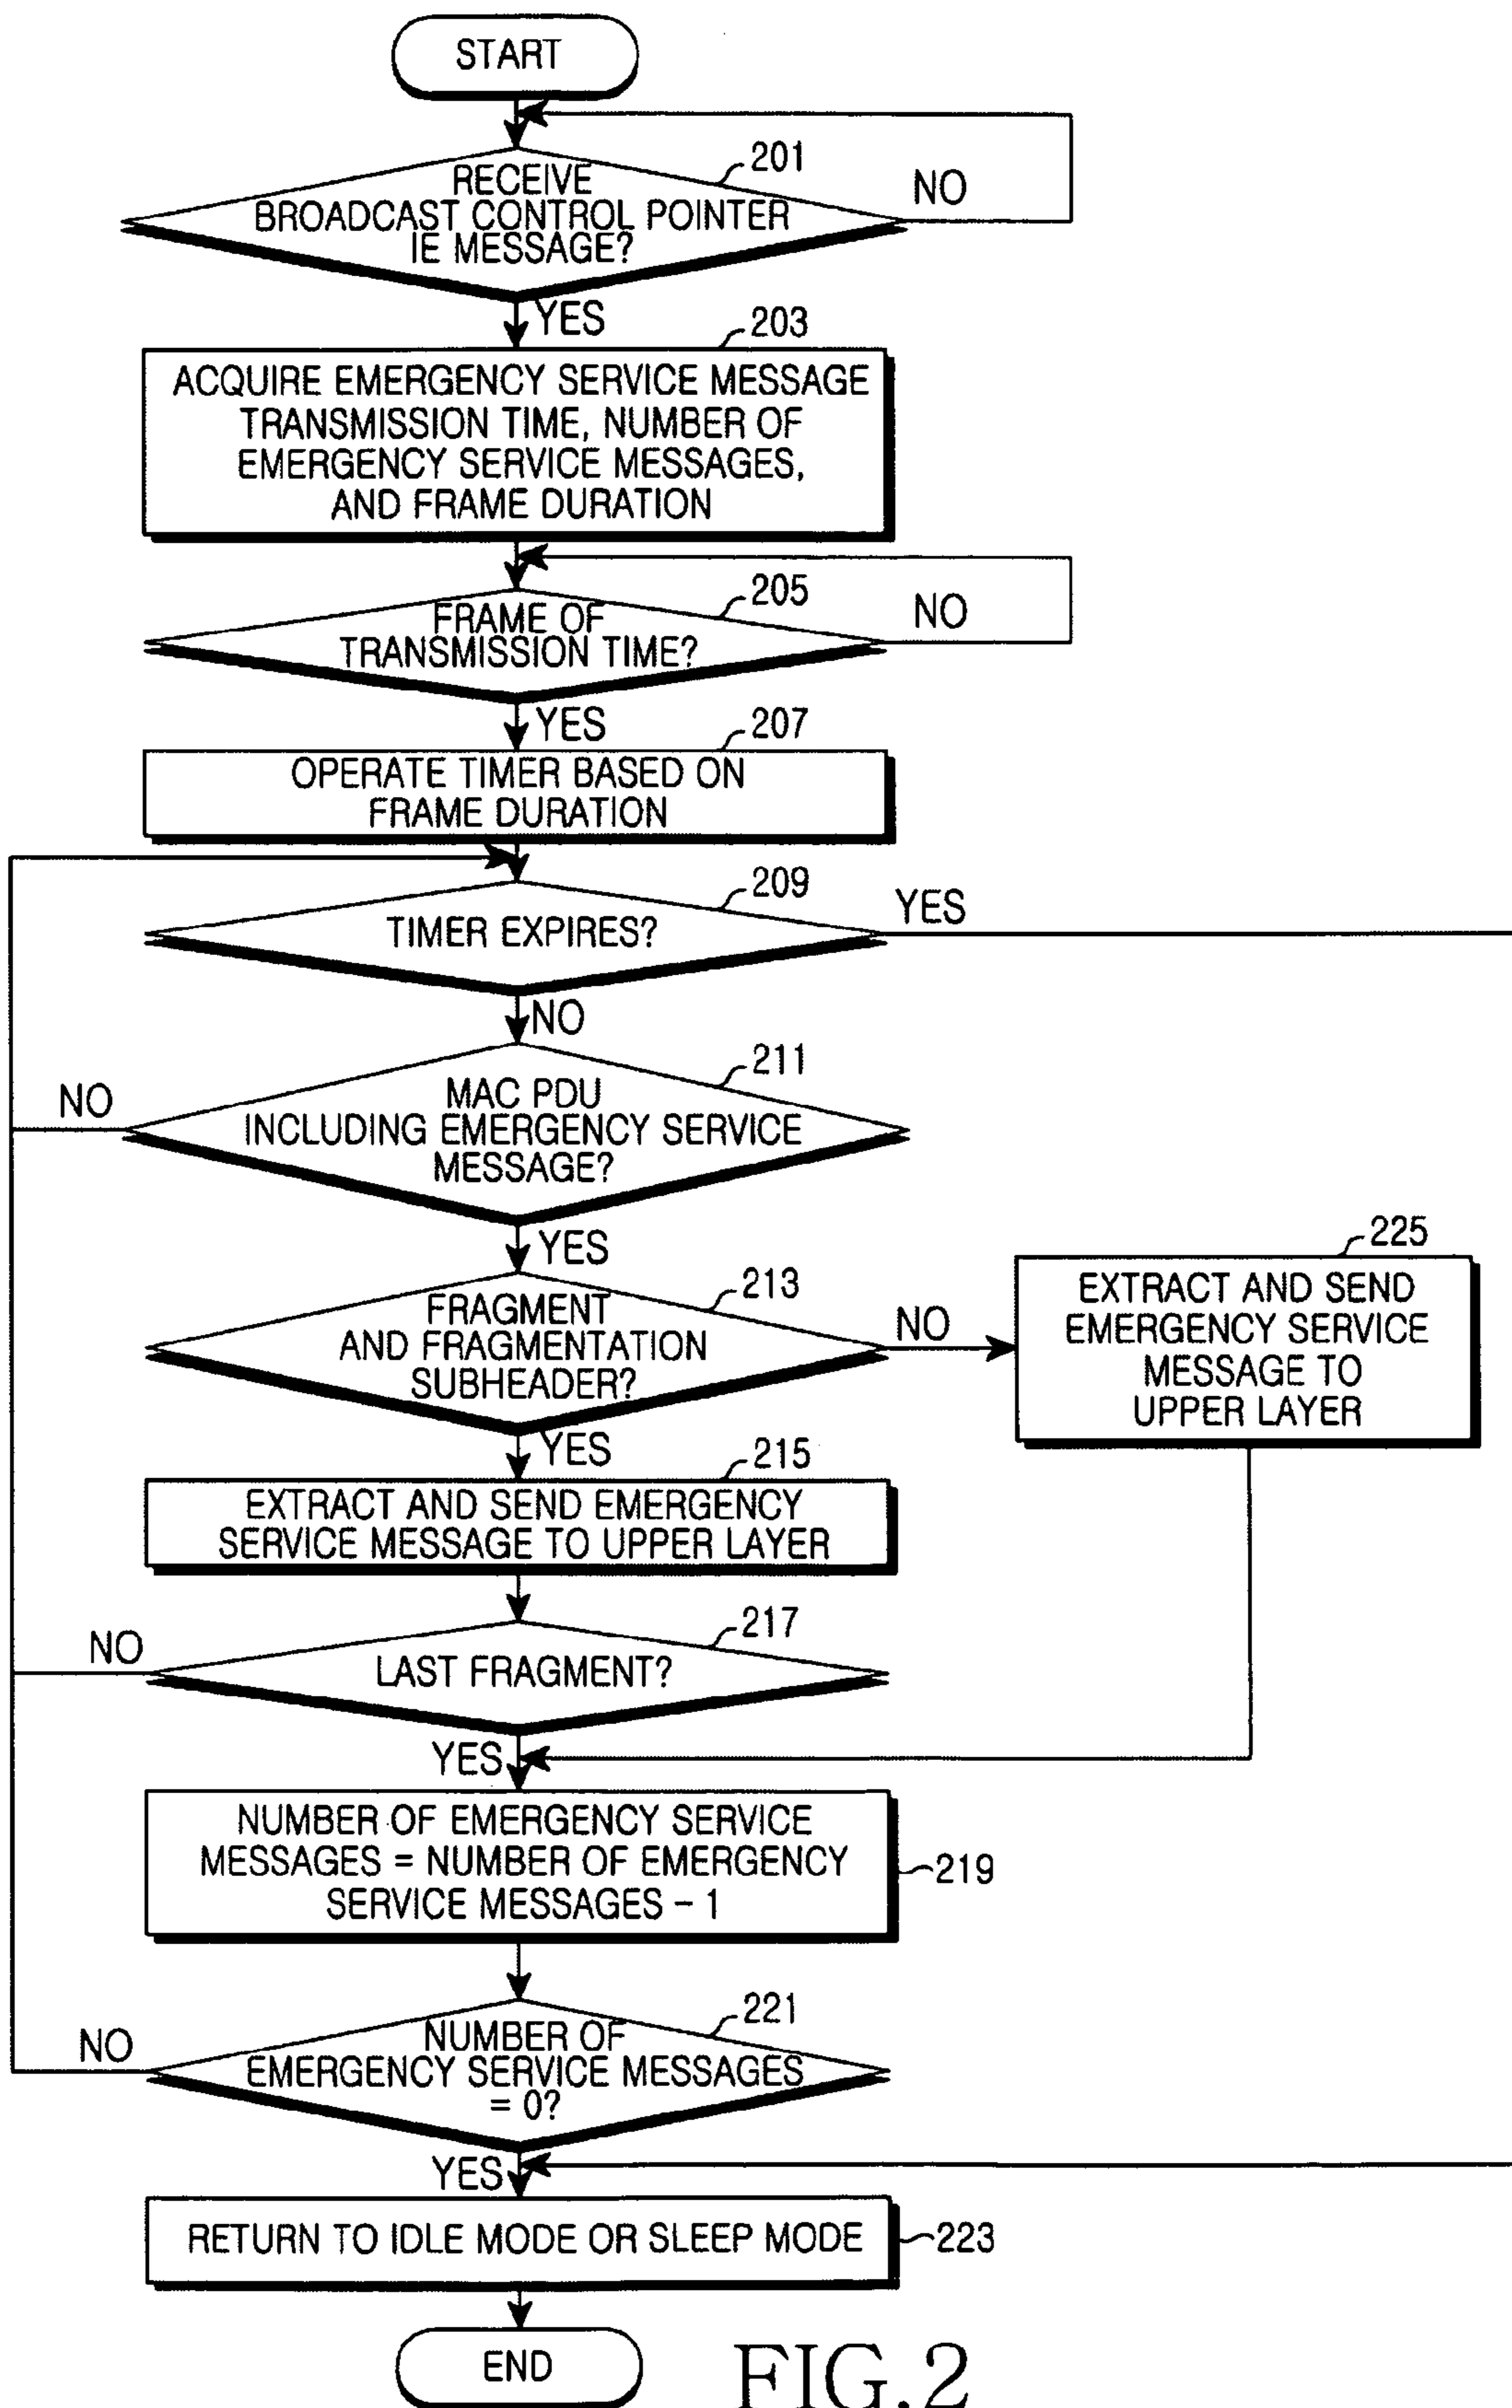 START
201
RECEIVE
BROADCAST CONTROL POINTER
IE MESSAGE?
NO
YES
203
ACQUIRE EMERGENCY SERVICE MESSAGE
TRANSMISSION TIME, NUMBER OF
EMERGENCY SERVICE MESSAGES,
AND FRAME DURATION
205
FRAME OF
TRANSMISSION TIME?
NO
YES
207
OPERATE TIMER BASED ON
FRAME DURATION
209
TIMER EXPIRES?
YES
NO
211
MAC PDU
INCLUDING EMERGENCY SERVICE
MESSAGE?
NO
YES
213
FRAGMENT
AND FRAGMENTATION
SUBHEADER?
NO
225
EXTRACT AND SEND
EMERGENCY SERVICE
MESSAGE TO
UPPER LAYER
YES
215
EXTRACT AND SEND EMERGENCY
SERVICE MESSAGE TO UPPER LAYER
217
LAST FRAGMENT?
NO
YES
NUMBER OF EMERGENCY SERVICE
MESSAGES = NUMBER OF EMERGENCY
SERVICE MESSAGES - 1
219
221
NUMBER OF
EMERGENCY SERVICE MESSAGES
= 0?
NO
YES
RETURN TO IDLE MODE OR SLEEP MODE
223
END
FIG.2